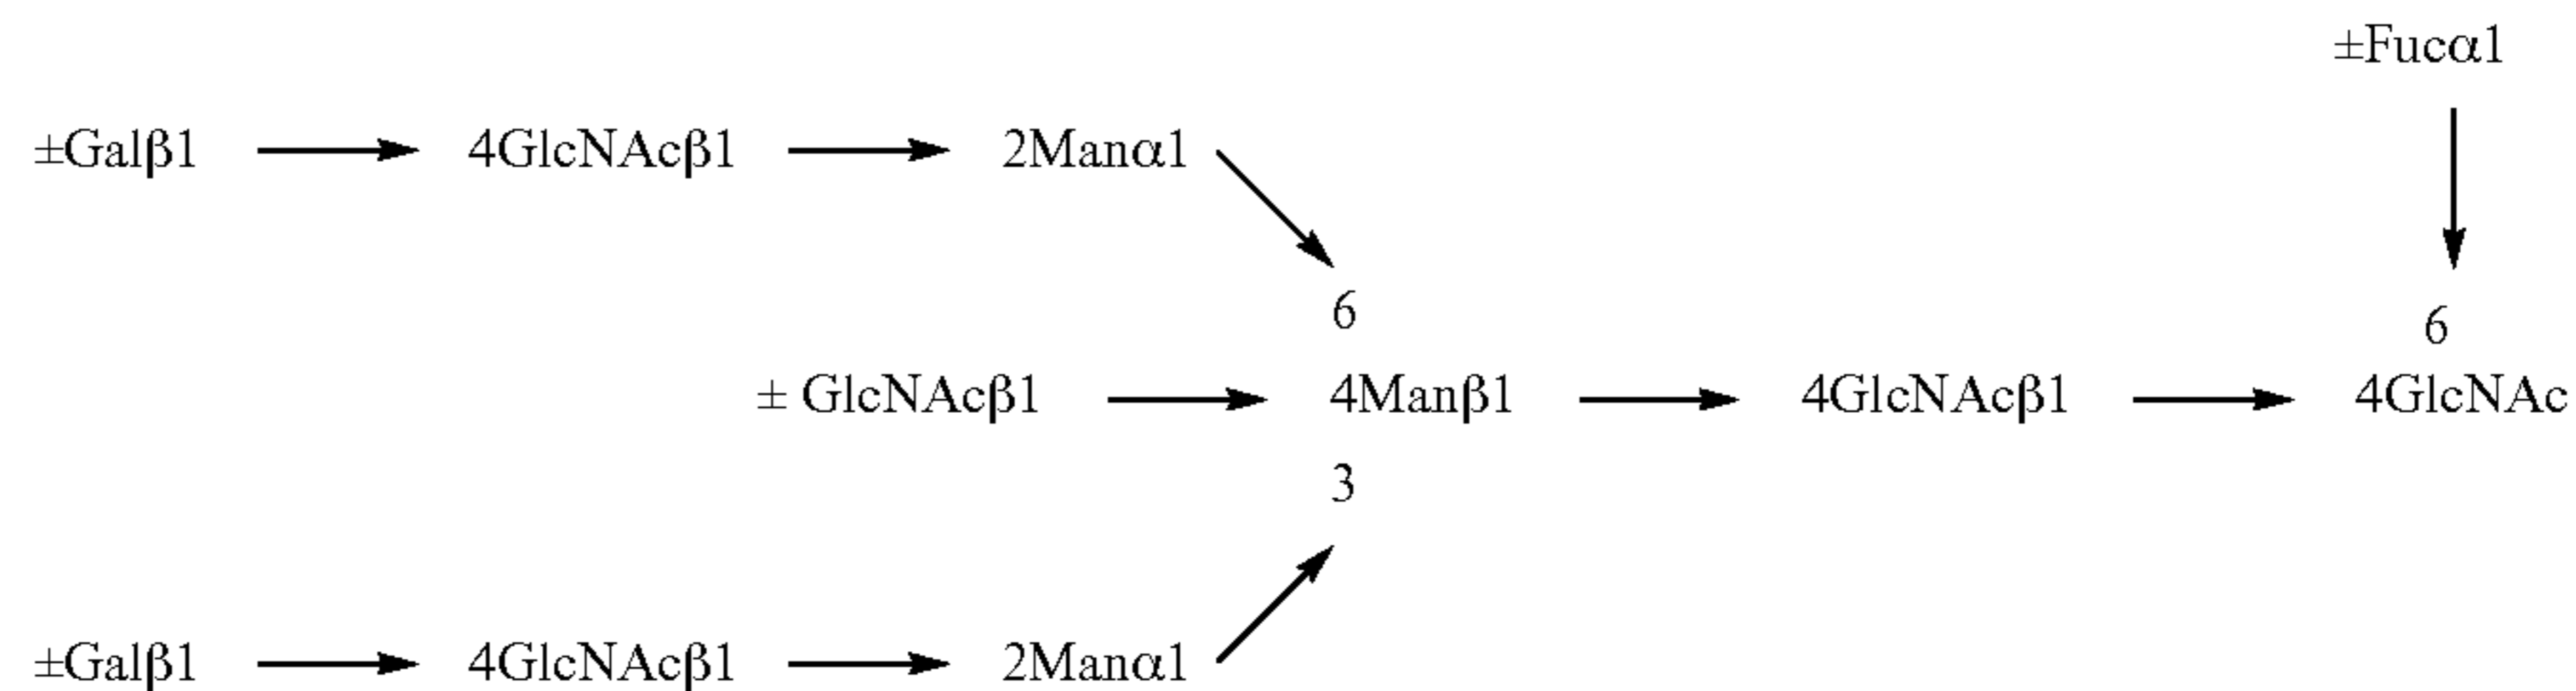 ±Fucα1
±Galβ1 4GlcNAcβ1 2Manα1
6 6
± GlcNAcβ1 4Manβ1 4GlcNAcβ1 4GlcNAc
3
±Galβ1 4GlcNAcβ1 2Manα1